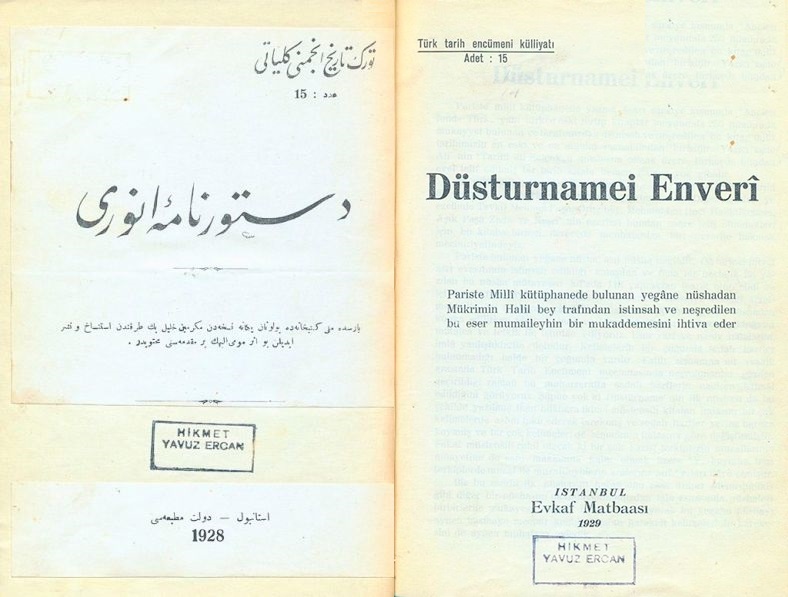 تورك تاريخ انجمنى كلياتى
عدد : 15
دستورنامهٔ انورى
پارسده ملى كتبخانه‌ده بولونان يگانه نسخه‌دن مكرمين خليل بك طرفندن استنساخ و نشر
ايديلن بو اثر مومى اليهك بر مقدمه‌سنى محتويدر .
HİKMET
YAVUZ ERCAN
استانبول — دولت مطبعه‌سى
1928
Türk tarih encümeni külliyatı
Adet : 15
Düsturnamei Enverî
Pariste Millî kütüphanede bulunan yegâne nüshadan
Mükrimin Halil bey trafından istinsah ve neşredilen
bu eser mumaileyhin bir mukaddemesini ihtiva eder
ISTANBUL
Evkaf Matbaası
1929
HİKMET
YAVUZ ERCAN